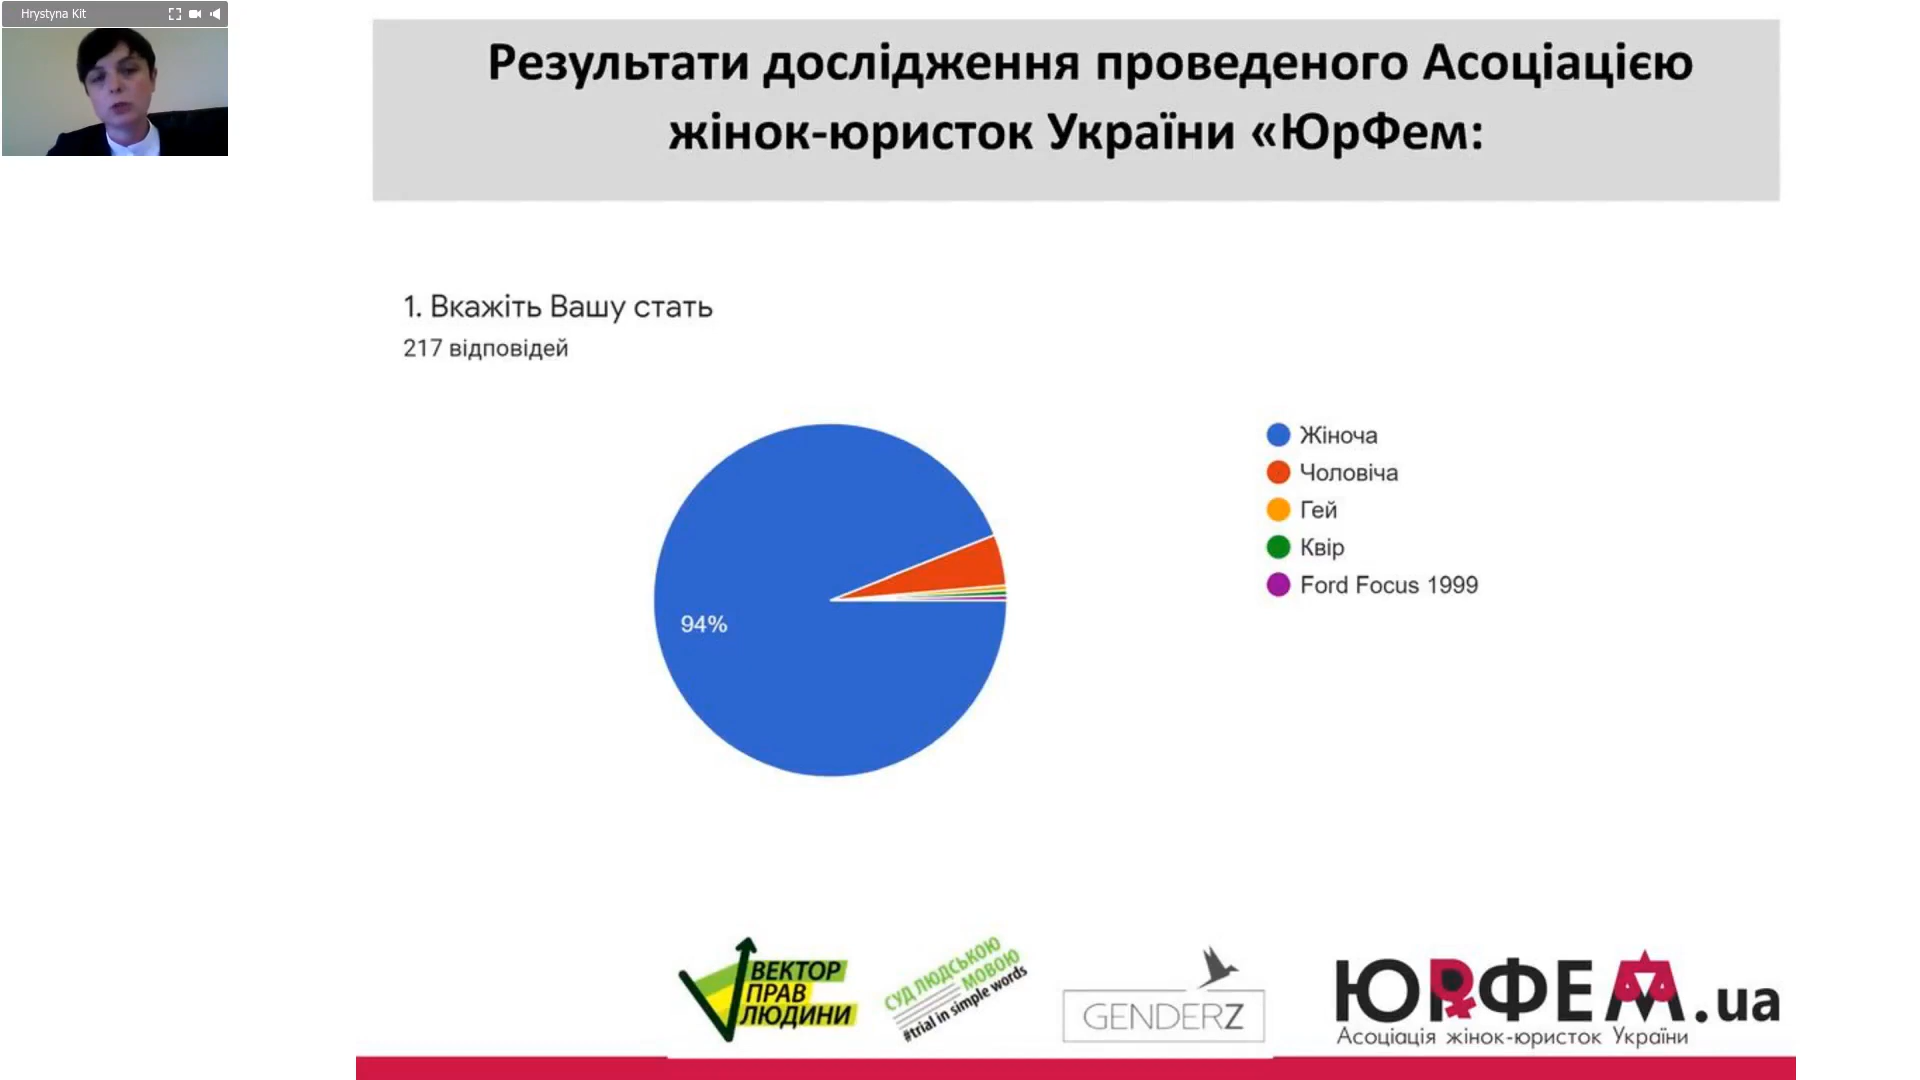 Hrystyna Kit
Результати дослідження проведеного Асоціацією
жінок-юристок України «ЮрФем:
1. Вкажіть Вашу стать
217 відповідей
94%
Жіноча
Чоловіча
Гей
Квір
Ford Focus 1999
ВЕКТОР
ПРАВ
ЛЮДИНИ
СУД ЛЮДСЬКОЮ
МОВОЮ
#trial in simple words
GENDERZ
ЮРФЕМ.ua
Асоціація жінок-юристок України